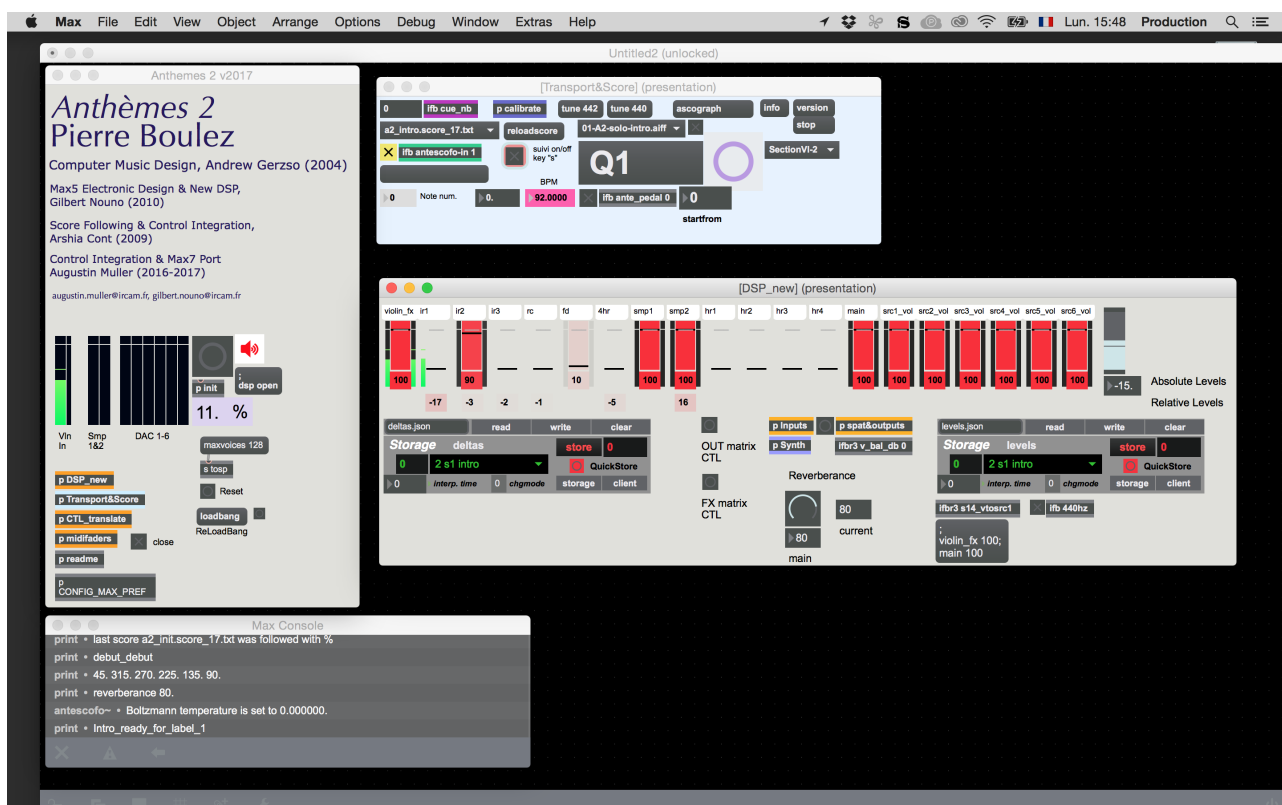 Max File Edit View Object Arrange Options Debug Window Extras Help Lun. 15:48 Production
Untitled2 (unlocked)
Anthemes 2 v2017
Anthèmes 2
Pierre Boulez
Computer Music Design, Andrew Gerzso (2004)
Max5 Electronic Design & New DSP,
Gilbert Nouno (2010)
Score Following & Control Integration,
Arshia Cont (2009)
Control Integration & Max7 Port
Augustin Muller (2016-2017)
augustin.muller@ircam.fr, gilbert.nouno@ircam.fr
p init
;
dsp open
11. %
Vln
In
Smp
1&2
DAC 1-6
maxvoices 128
s tosp
Reset
loadbang
ReLoadBang
p DSP_new
p Transport&Score
p CTL_translate
p midifaders
close
p readme
p
CONFIG_MAX_PREF
[Transport&Score] (presentation)
0 ifb cue_nb p calibrate tune 442 tune 440 ascograph info version
a2_intro.score_17.txt reloadscore 01-A2-solo-intro.aiff stop
ifb antescofo-in 1 suivi on/off
key "s"
Q1
SectionVI-2
BPM
0 Note num. 0. 92.0000 ifb ante_pedal 0 0
startfrom
[DSP_new] (presentation)
violin_fx ir1 ir2 ir3 rc fd 4hr smp1 smp2 hr1 hr2 hr3 hr4 main src1_vol src2_vol src3_vol src4_vol src5_vol src6_vol
100 90 10 100 100 100 100 100 100 100 100 100
-15. Absolute Levels
-17 -3 -2 -1 -5 16 Relative Levels
deltas.json read write clear
Storage deltas store 0
0 2 s1 intro QuickStore
0 interp. time 0 chgmode storage client
OUT matrix
CTL
FX matrix
CTL
p Inputs p spat&outputs
p Synth ifbr3 v_bal_db 0
Reverberance
80
current
80
main
levels.json read write clear
Storage levels store 0
0 2 s1 intro QuickStore
0 interp. time 0 chgmode storage client
ifbr3 s14_vtosrc1 ifb 440hz
;
violin_fx 100;
main 100
Max Console
print • last score a2_init.score_17.txt was followed with %
print • debut_debut
print • 45. 315. 270. 225. 135. 90.
print • reverberance 80.
antescofo~ • Boltzmann temperature is set to 0.000000.
print • Intro_ready_for_label_1